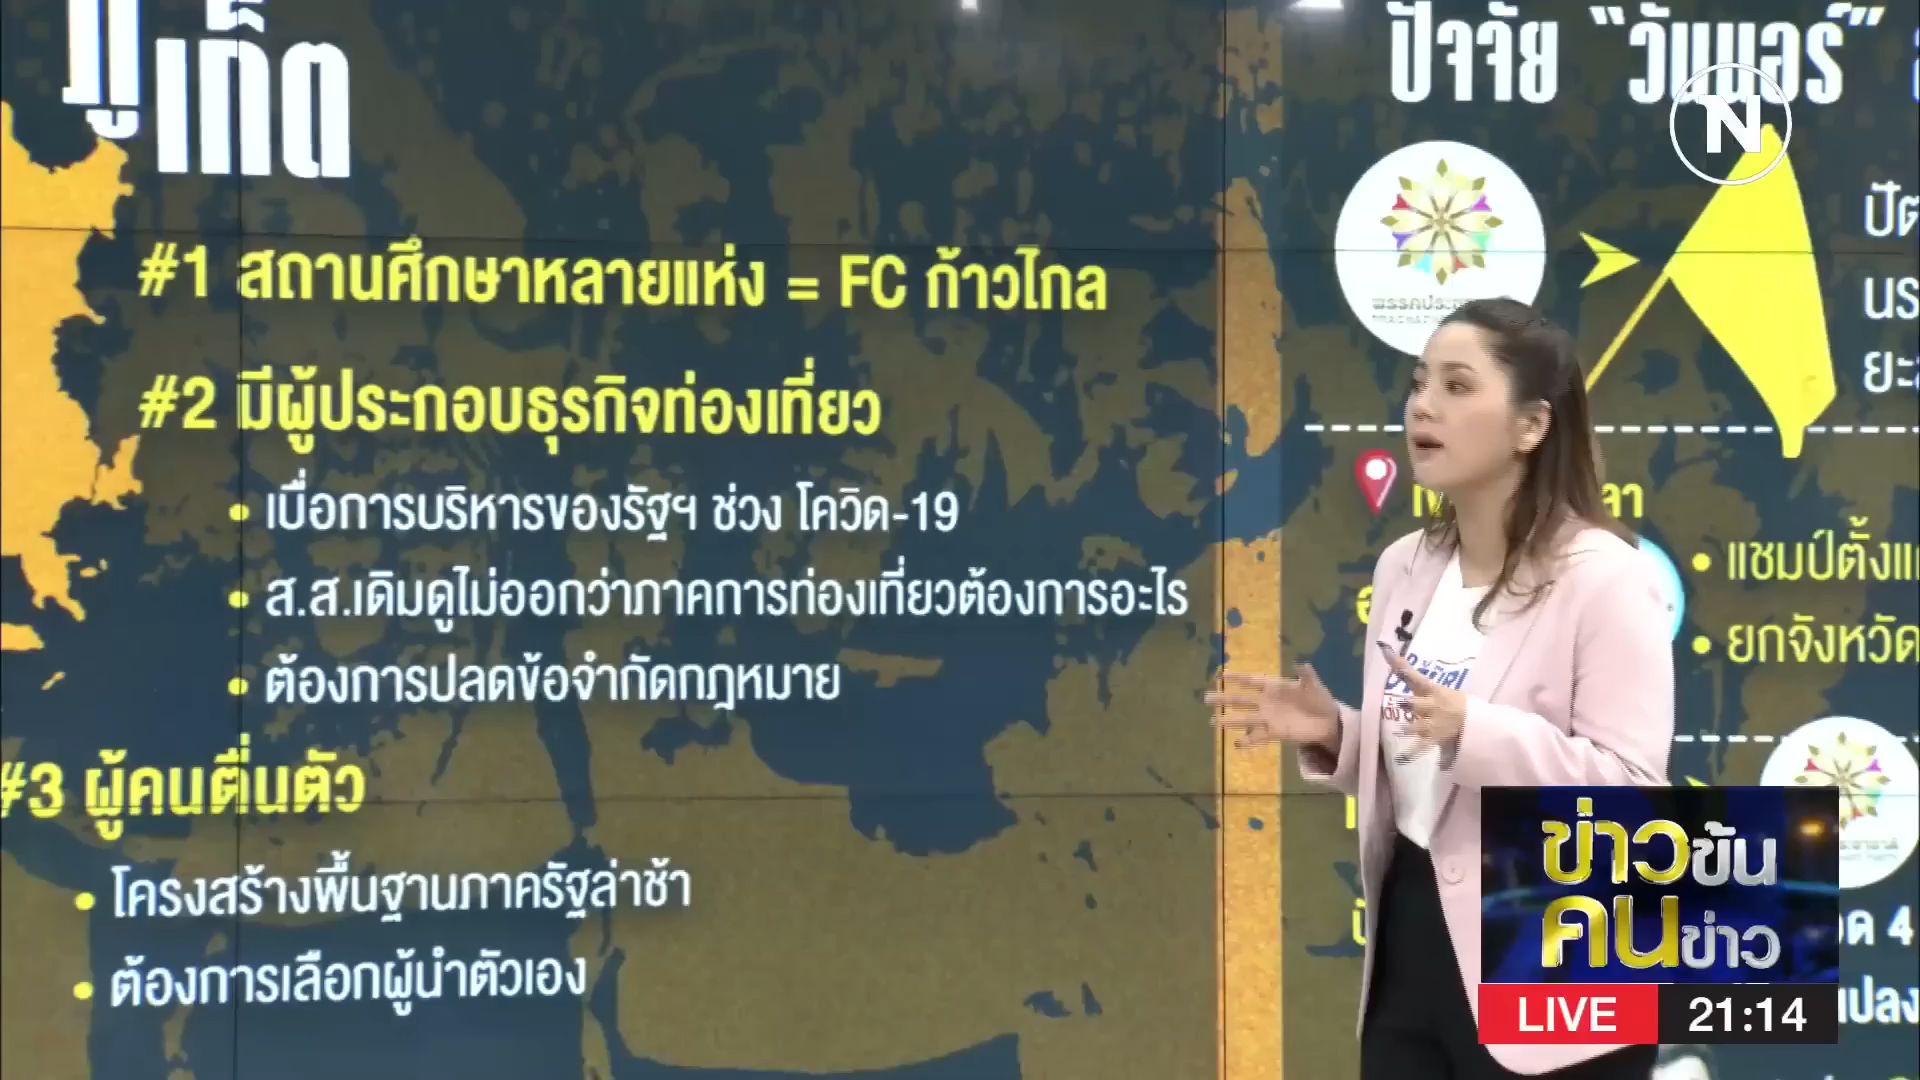 ภูเก็ต
#1 สถานศึกษาหลายแห่ง = FC ก้าวไกล
#2 มีผู้ประกอบธุรกิจท่องเที่ยว
• เบื่อการบริหารของรัฐฯ ช่วง โควิด-19
• ส.ส.เดิมดูไม่ออกว่าภาคการท่องเที่ยวต้องการอะไร
• ต้องการปลดข้อจำกัดกฎหมาย
#3 ผู้คนตื่นตัว
• โครงสร้างพื้นฐานภาครัฐล่าช้า
• ต้องการเลือกผู้นำตัวเอง
ปัจจัย "วันนอร์"
N
• แชมป์ตั้งแ
• ยกจังหวัด
ข่าวข้น
คนข่าว
LIVE 21:14